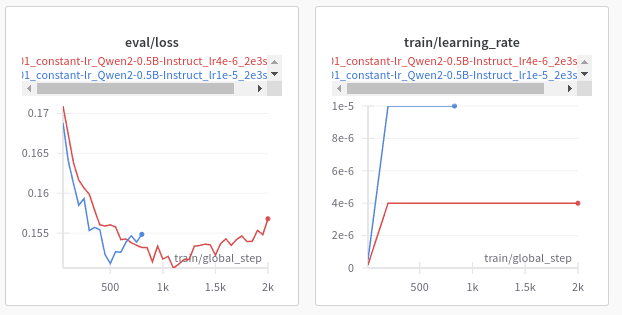 eval/loss
01_constant-lr_Qwen2-0.5B-Instruct_lr4e-6_2e3s
01_constant-lr_Qwen2-0.5B-Instruct_lr1e-5_2e3s
0.17
0.165
0.16
0.155
train/global_step
500
1k
1.5k
2k
train/learning_rate
01_constant-lr_Qwen2-0.5B-Instruct_lr4e-6_2e3s
01_constant-lr_Qwen2-0.5B-Instruct_lr1e-5_2e3s
1e-5
8e-6
6e-6
4e-6
2e-6
0
train/global_step
500
1k
1.5k
2k